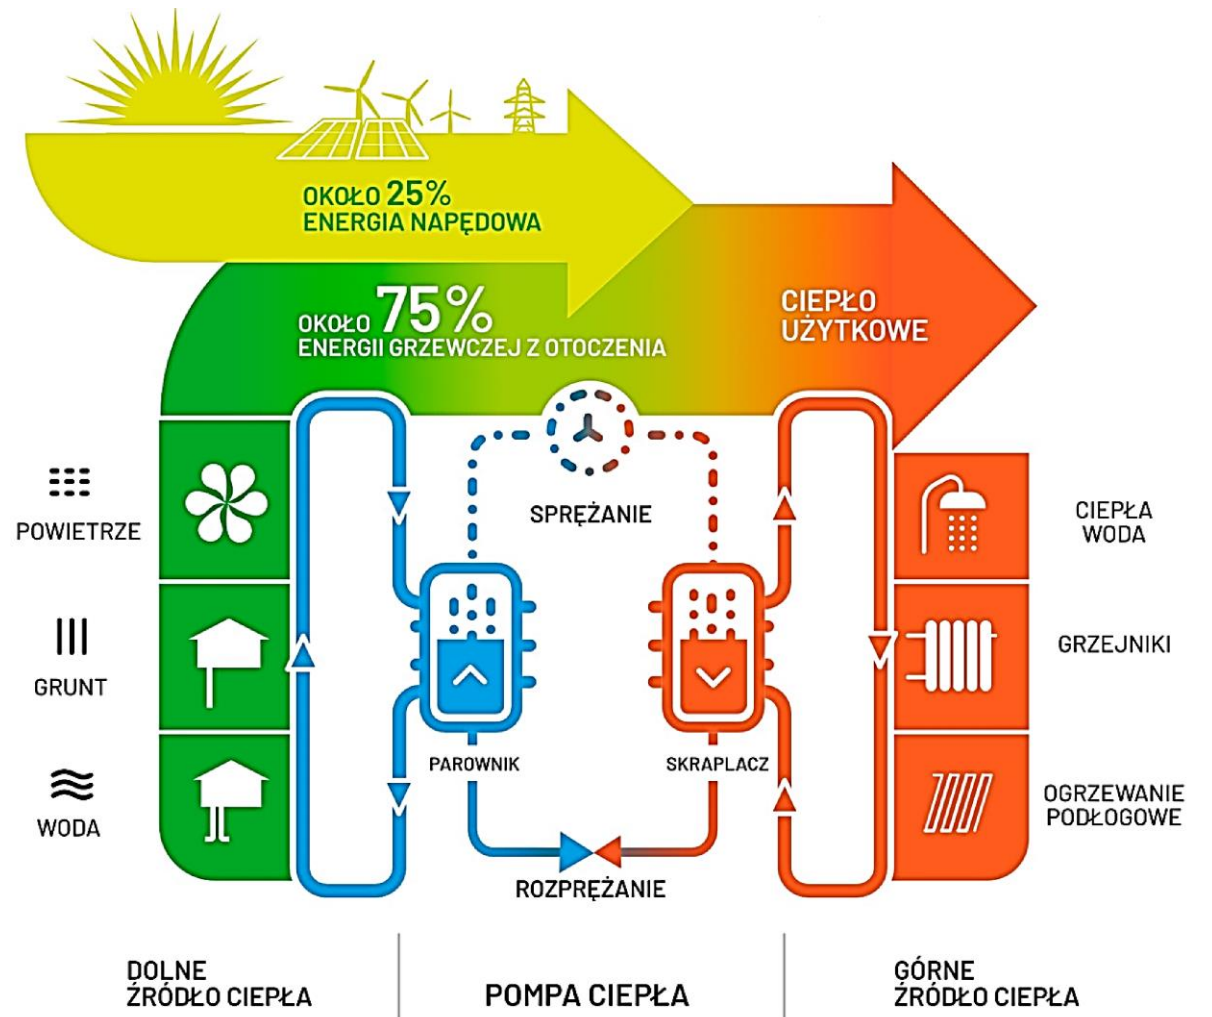 OKOŁO 25%
ENERGIA NAPĘDOWA
OKOŁO 75%
ENERGII GRZEWCZEJ Z OTOCZENIA
CIEPŁO
UŻYTKOWE
POWIETRZE
GRUNT
WODA
SPRĘŻANIE
PAROWNIK
SKRAPLACZ
ROZPRĘŻANIE
CIEPŁA
WODA
GRZEJNIKI
OGRZEWANIE
PODŁOGOWE
DOLNE
ŹRÓDŁO CIEPŁA
POMPA CIEPŁA
GÓRNE
ŹRÓDŁO CIEPŁA